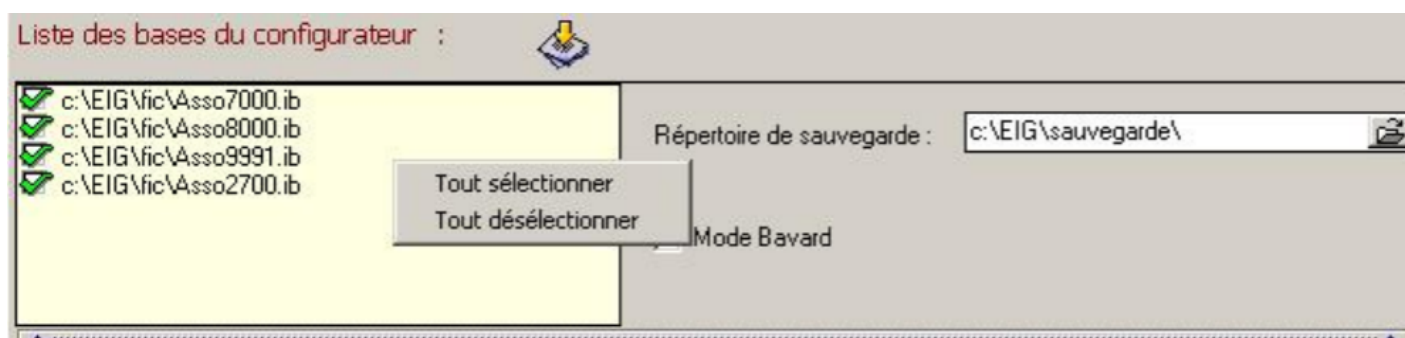 Liste des bases du configurateur :
c:\EIG\fic\Asso7000.ib
c:\EIG\fic\Asso8000.ib
c:\EIG\fic\Asso9991.ib
c:\EIG\fic\Asso2700.ib
Tout sélectionner
Tout désélectionner
Répertoire de sauvegarde : c:\EIG\sauvegarde\
Mode Bavard